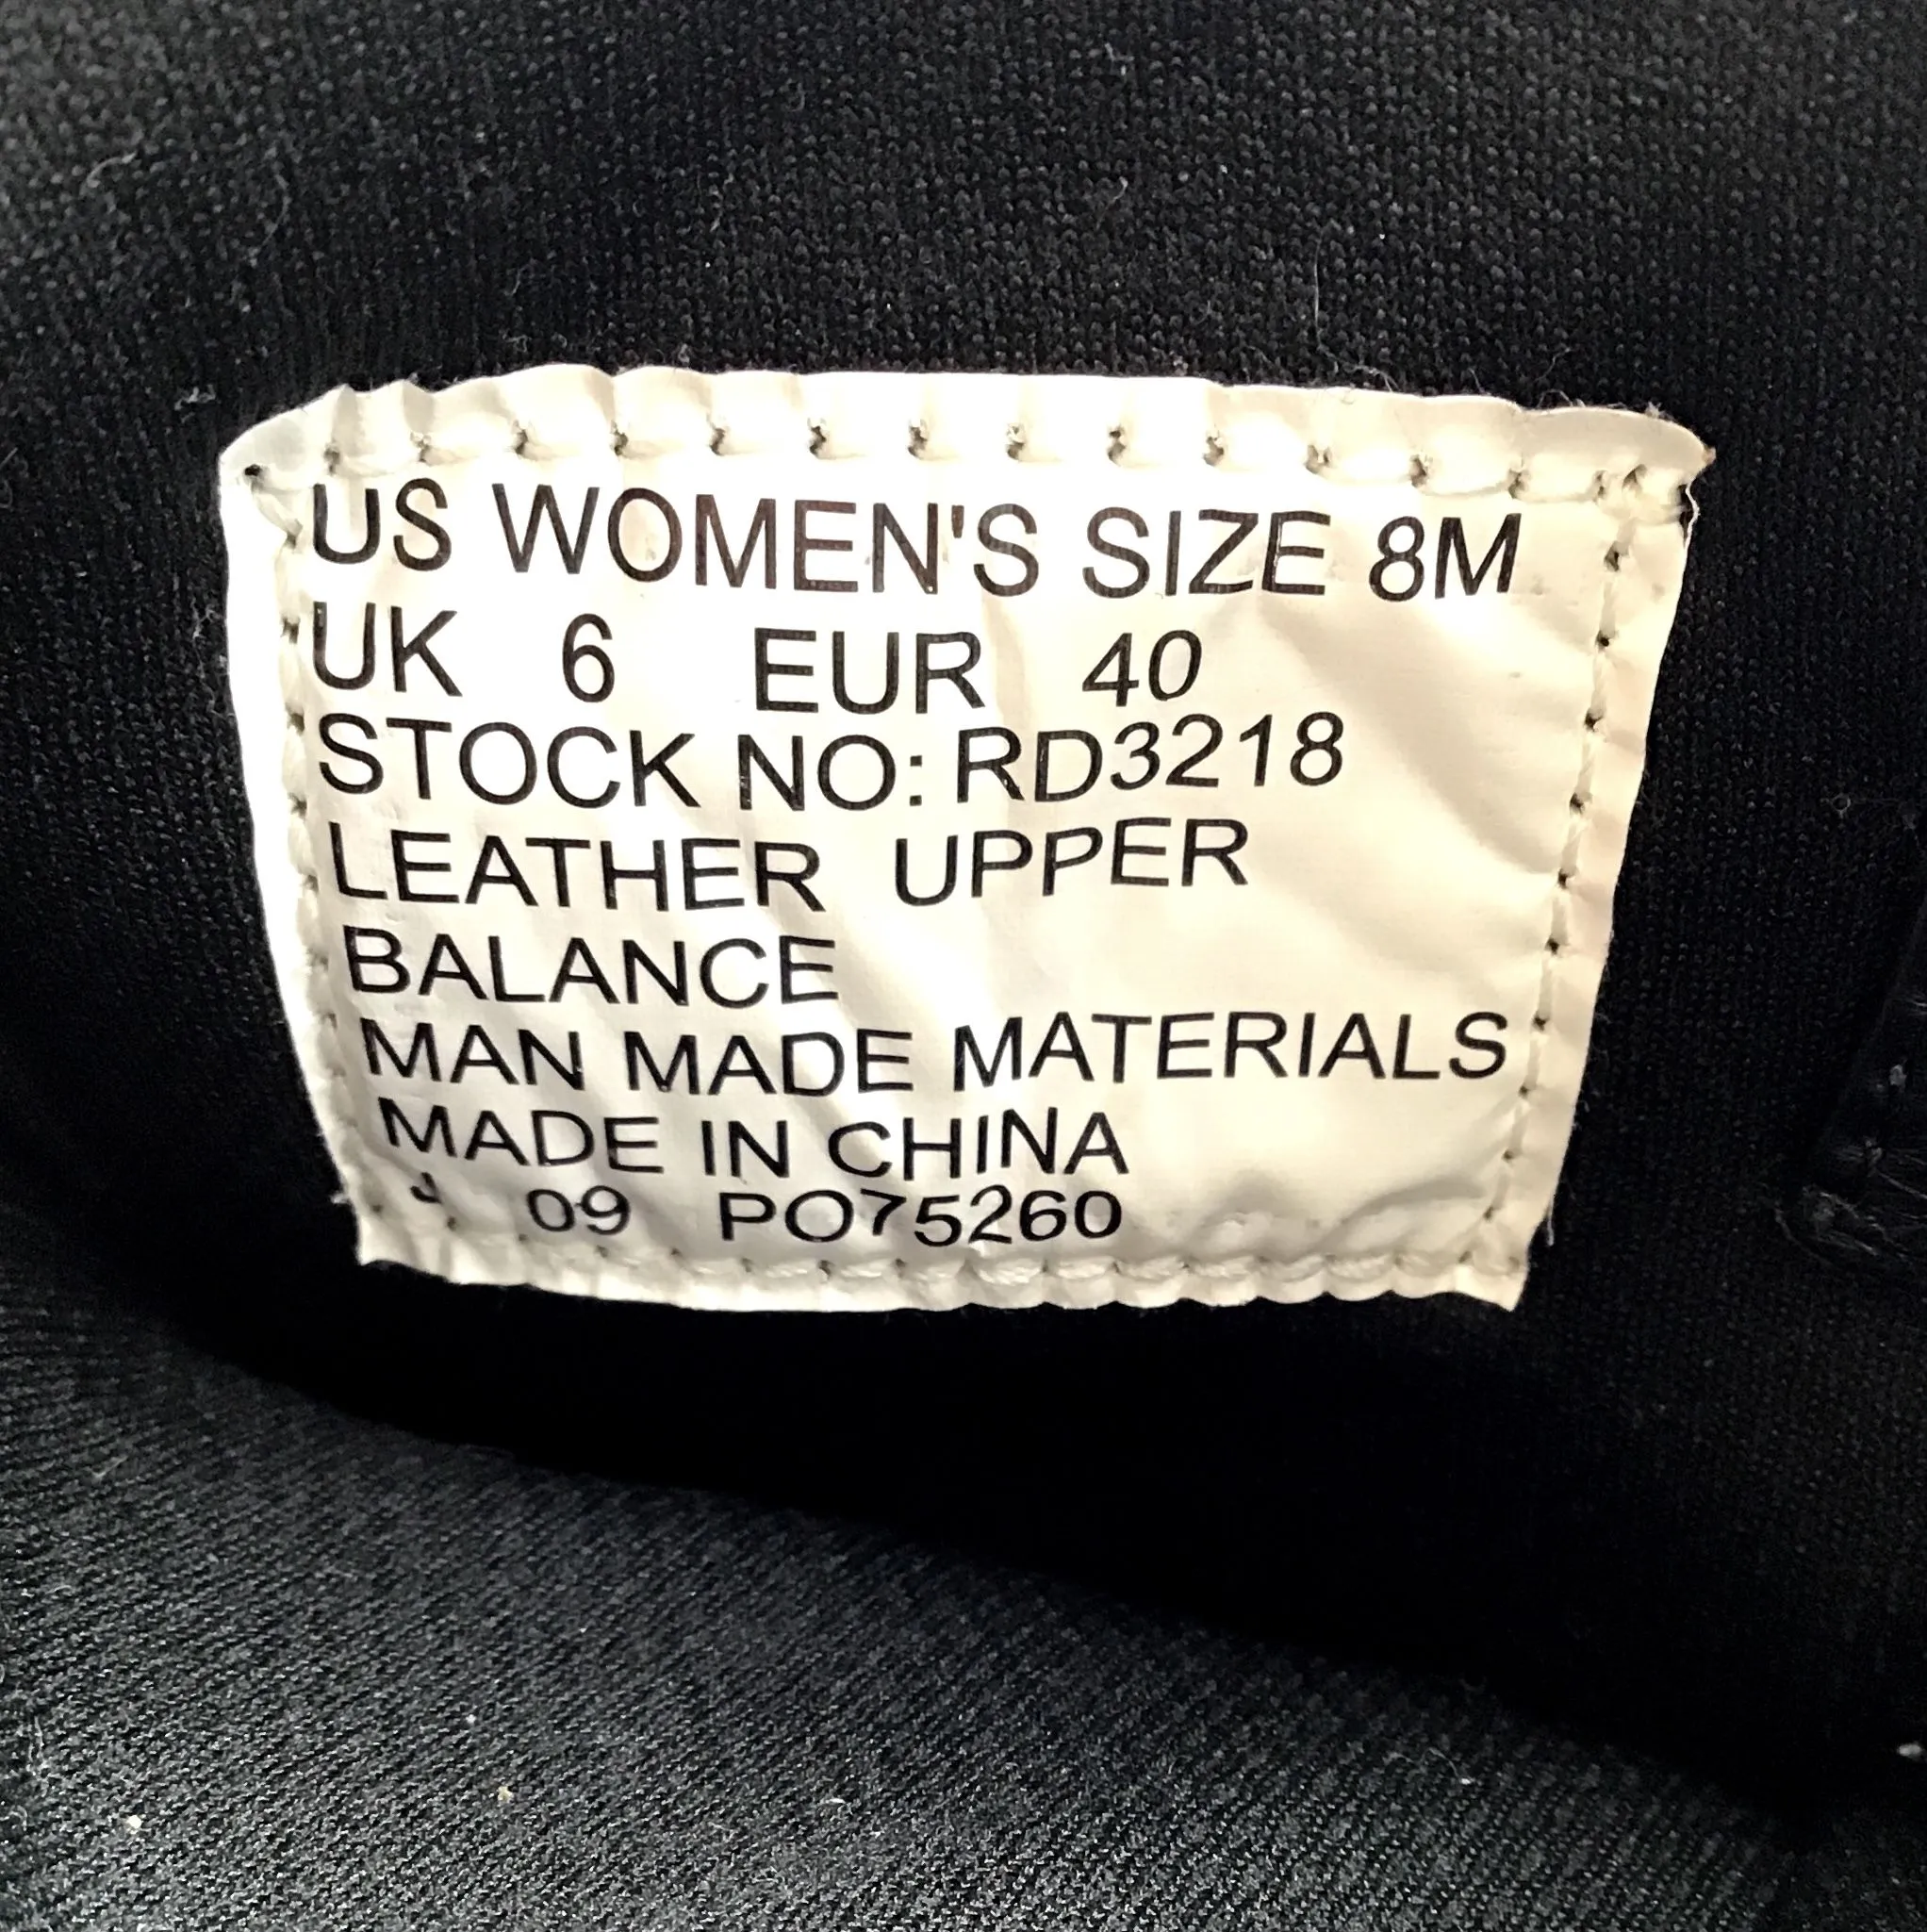 US WOMEN'S SIZE 8M
UK 6 EUR 40
STOCK NO: RD3218
LEATHER UPPER
BALANCE
MAN MADE MATERIALS
MADE IN CHINA
09 PO75260